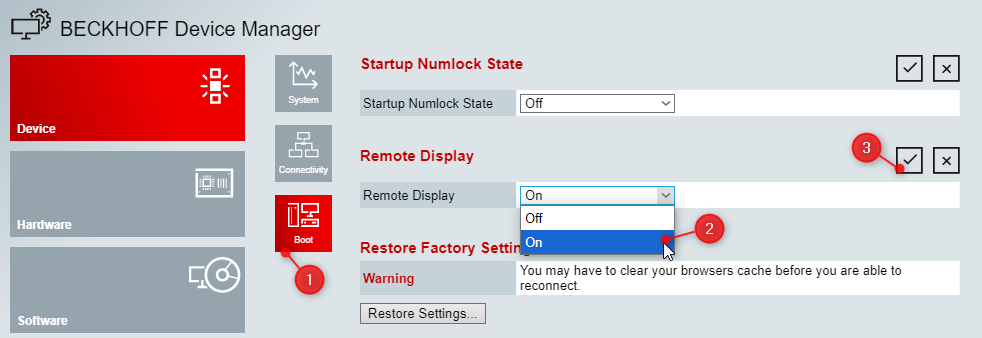 BECKHOFF Device Manager
Device
Hardware
Software
System
Connectivity
Boot
1
Startup Numlock State
Startup Numlock State Off
Remote Display
3
Remote Display On
Off
On
2
Restore Factory Settin
Warning You may have to clear your browsers cache before you are able to
reconnect.
Restore Settings...